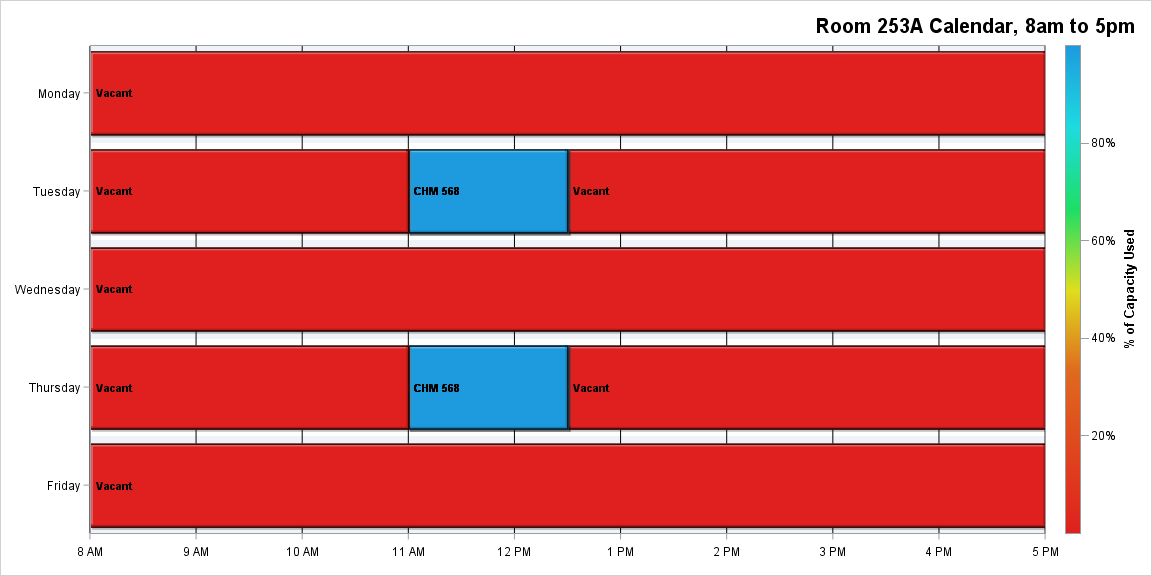 Room 253A Calendar, 8am to 5pm
Monday
Vacant
Tuesday
Vacant
CHM 568
Vacant
Wednesday
Vacant
Thursday
Vacant
CHM 568
Vacant
Friday
Vacant
8 AM
9 AM
10 AM
11 AM
12 PM
1 PM
2 PM
3 PM
4 PM
5 PM
80%
60%
40%
20%
% of Capacity Used